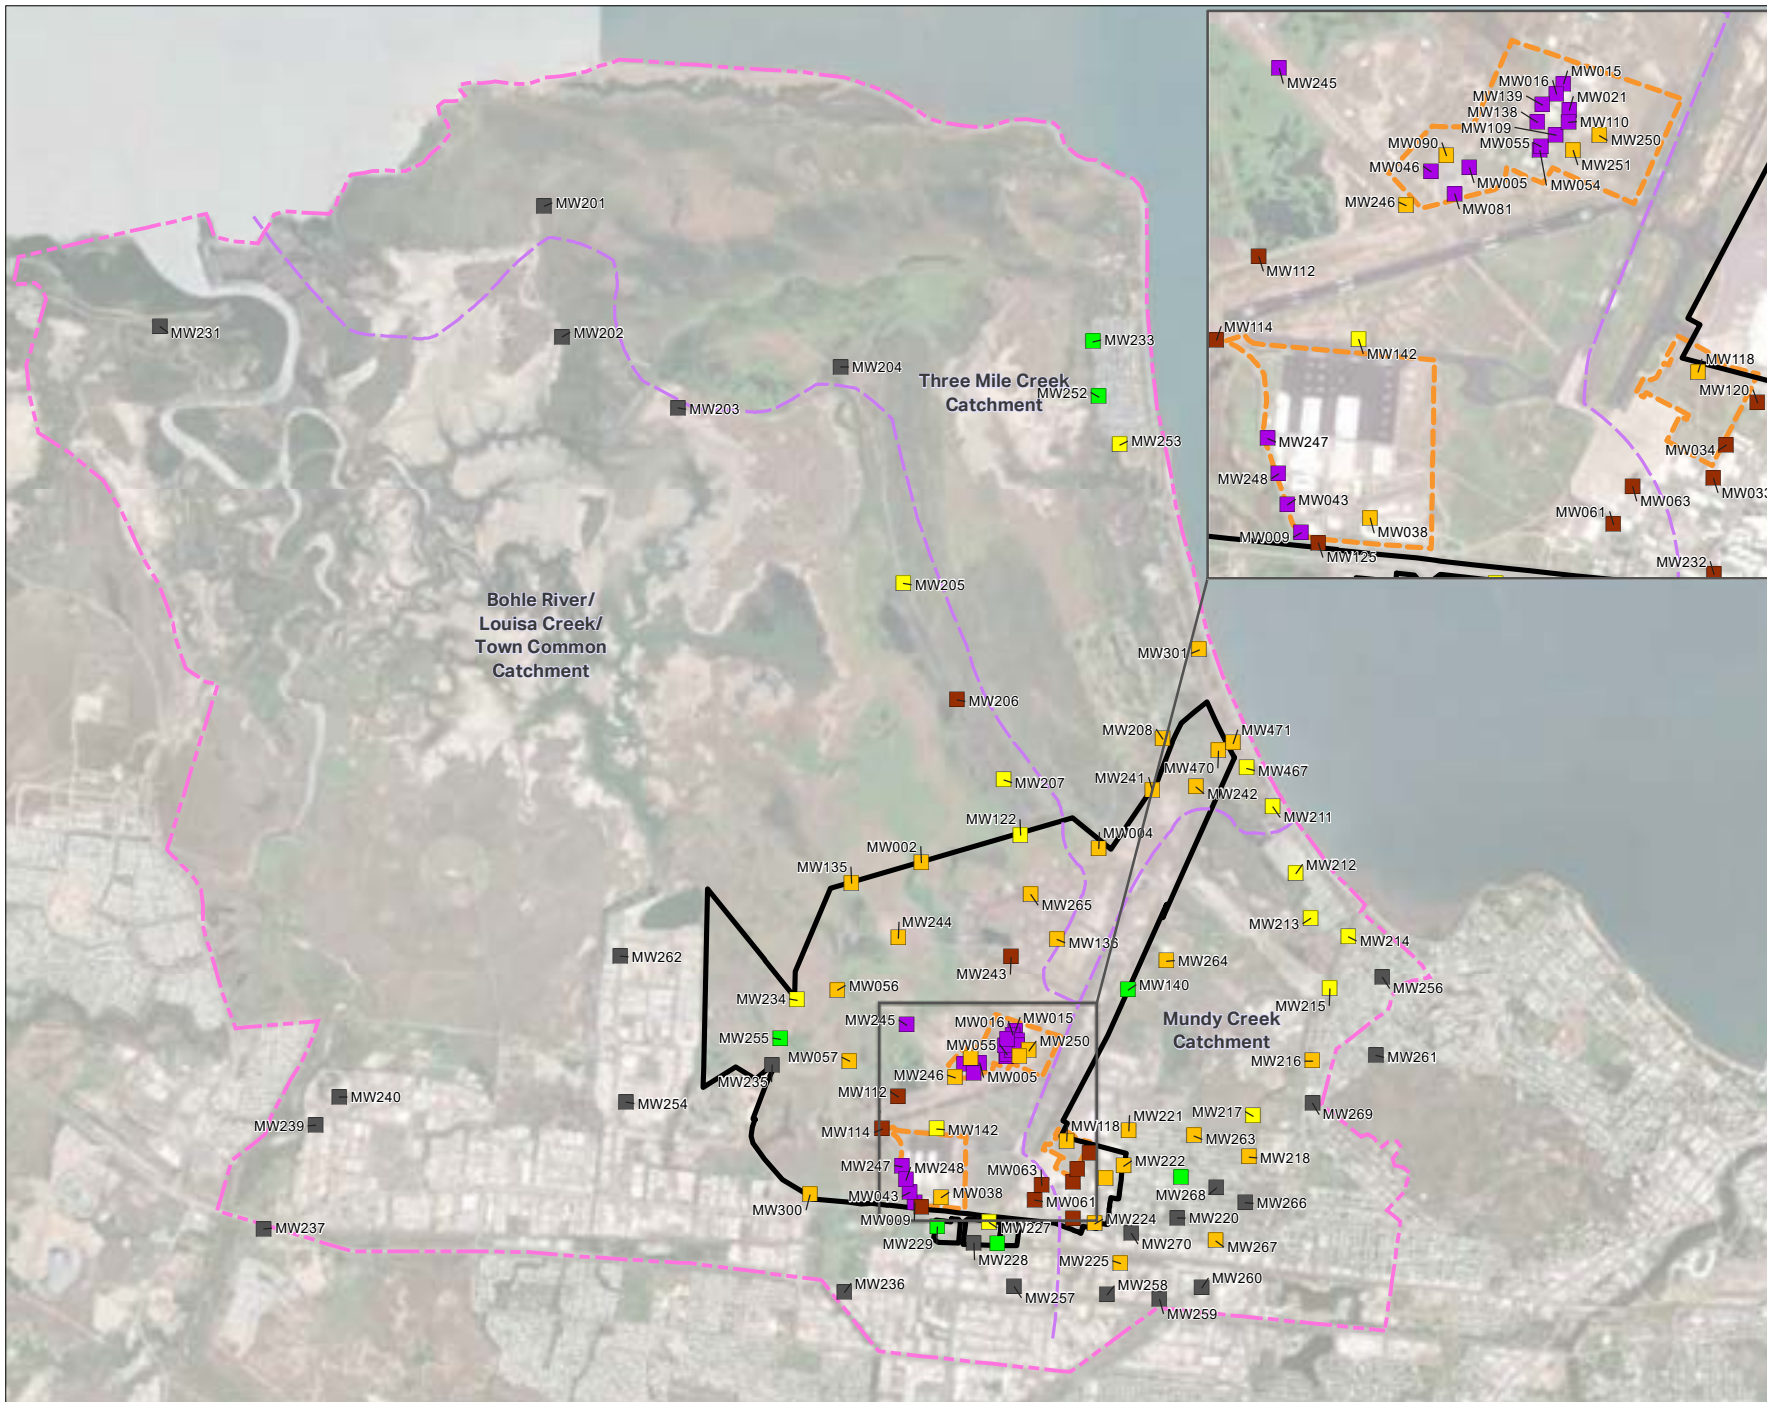 MW245
MW015
MW016
MW139
MW021
MW138
MW110
MW109
MW250
MW090
MW055
MW251
MW046
MW005
MW054
MW246
MW081
MW112
MW114
MW142
MW118
MW120
MW247
MW034
MW248
MW033
MW043
MW063
MW061
MW009
MW038
MW125
MW232
MW201
MW231
MW202
MW233
MW204
Three Mile Creek
Catchment
MW252
MW203
MW253
MW205
Bohle River/
Louisa Creek/
Town Common
Catchment
MW301
MW206
MW208
MW471
MW470
MW467
MW207
MW241
MW242
MW211
MW122
MW004
MW002
MW135
MW212
MW265
MW244
MW213
MW136
MW214
MW262
MW243
MW264
MW256
MW056
MW140
MW234
MW215
MW245
MW016
MW015
Mundy Creek
Catchment
MW255
MW055
MW250
MW057
MW216
MW261
MW235
MW246
MW005
MW112
MW240
MW254
MW269
MW217
MW239
MW114
MW142
MW118
MW221
MW263
MW218
MW247
MW248
MW063
MW222
MW268
MW043
MW038
MW061
MW266
MW300
MW009
MW224
MW220
MW237
MW227
MW229
MW270
MW267
MW228
MW225
MW236
MW257
MW258
MW260
MW259